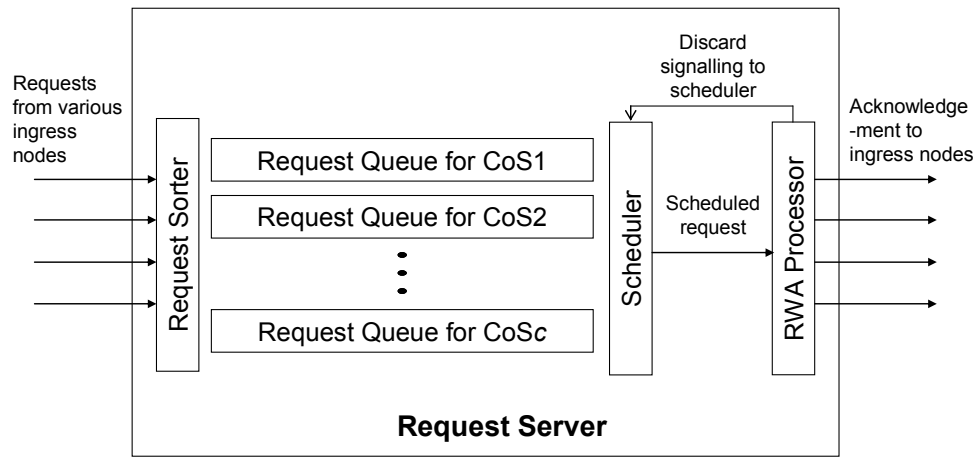 Requests
from various
ingress
nodes
Request Sorter
Request Queue for CoS1
Request Queue for CoS2
Request Queue for CoSc
Discard
signalling to
scheduler
Scheduler
Scheduled
request
RWA Processor
Acknowledge
-ment to
ingress nodes
Request Server